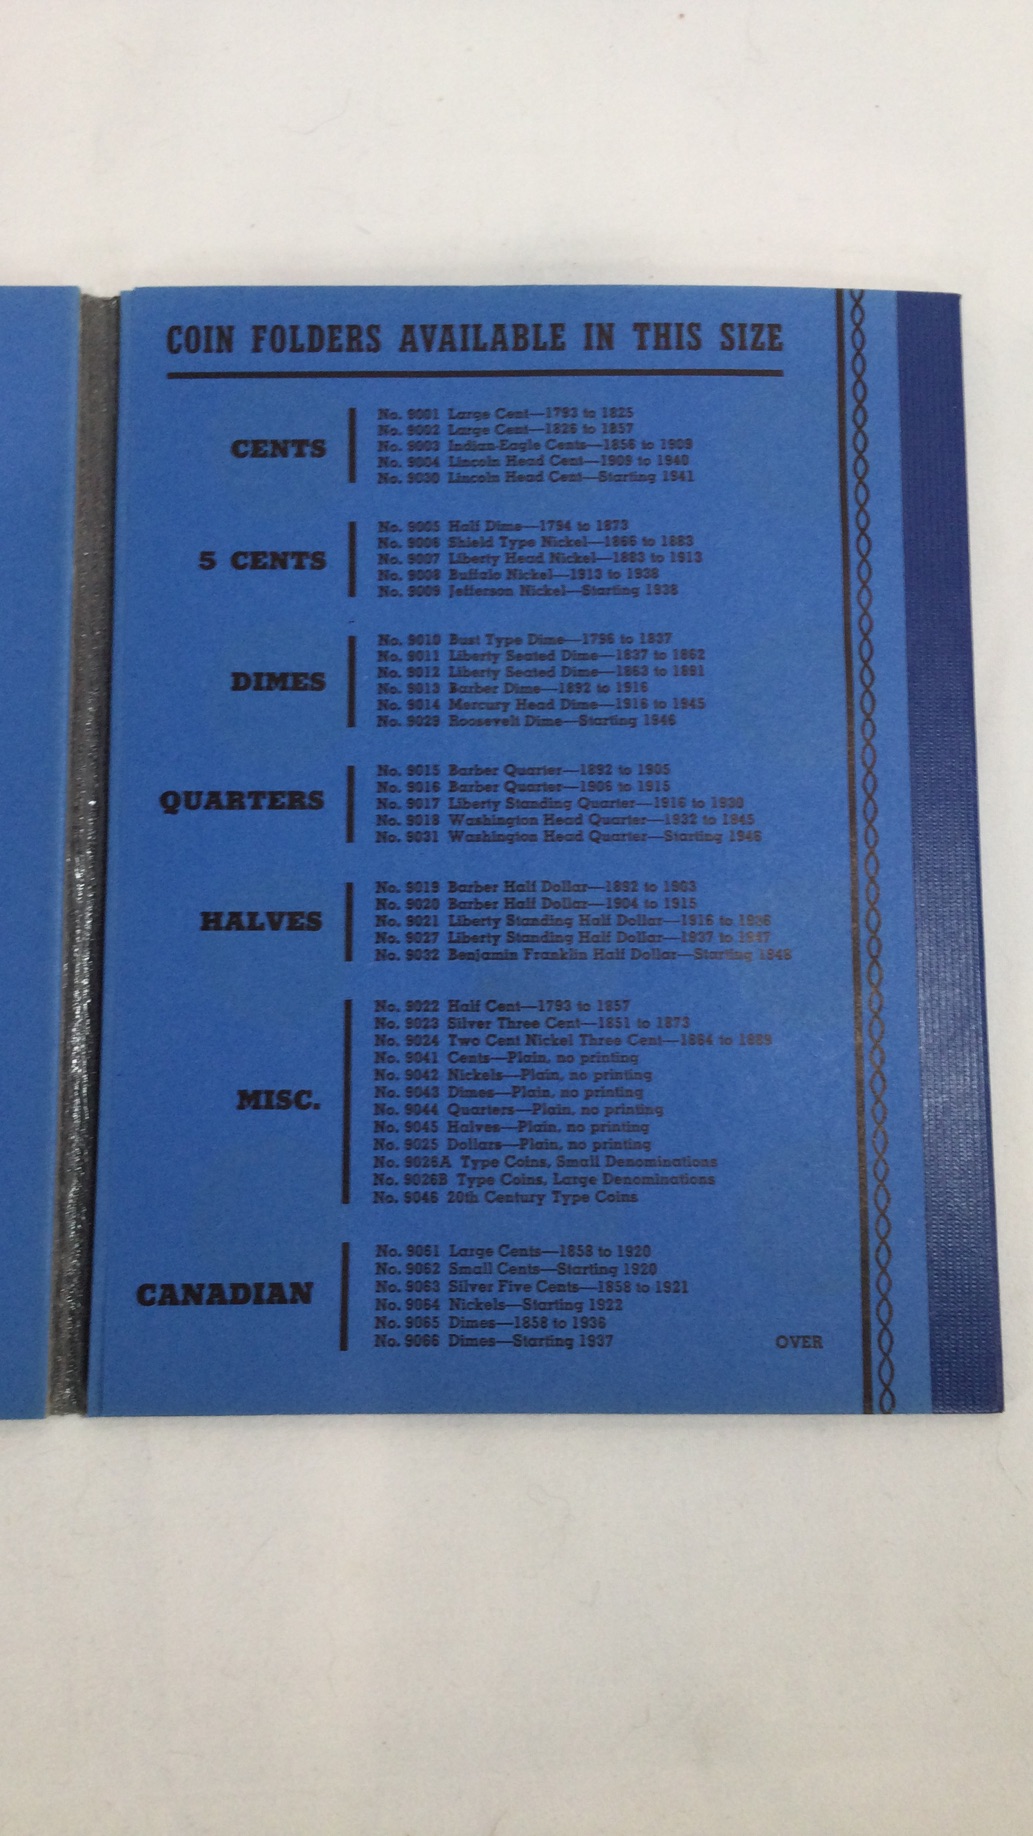 COIN FOLDERS AVAILABLE IN THIS SIZE
CENTS
No. 9001 Large Cent—1793 to 1825
No. 9002 Large Cent—1826 to 1857
No. 9003 Indian-Eagle Cents—1856 to 1909
No. 9004 Lincoln Head Cent—1909 to 1940
No. 9030 Lincoln Head Cent—Starting 1941
5 CENTS
No. 9005 Half Dime—1794 to 1873
No. 9006 Shield Type Nickel—1866 to 1883
No. 9007 Liberty Head Nickel—1883 to 1913
No. 9008 Buffalo Nickel—1913 to 1938
No. 9009 Jefferson Nickel—Starting 1938
DIMES
No. 9010 Bust Type Dime—1796 to 1837
No. 9011 Liberty Seated Dime—1837 to 1862
No. 9012 Liberty Seated Dime—1863 to 1891
No. 9013 Barber Dime—1892 to 1916
No. 9014 Mercury Head Dime—1916 to 1945
No. 9029 Roosevelt Dime—Starting 1946
QUARTERS
No. 9015 Barber Quarter—1892 to 1905
No. 9016 Barber Quarter—1906 to 1915
No. 9017 Liberty Standing Quarter—1916 to 1930
No. 9018 Washington Head Quarter—1932 to 1945
No. 9031 Washington Head Quarter—Starting 1946
HALVES
No. 9019 Barber Half Dollar—1892 to 1903
No. 9020 Barber Half Dollar—1904 to 1915
No. 9021 Liberty Standing Half Dollar—1916 to 1936
No. 9027 Liberty Standing Half Dollar—1937 to 1947
No. 9032 Benjamin Franklin Half Dollar—Starting 1948
MISC.
No. 9022 Half Cent—1793 to 1857
No. 9023 Silver Three Cent—1851 to 1873
No. 9024 Two Cent Nickel Three Cent—1864 to 1889
No. 9041 Cents—Plain, no printing
No. 9042 Nickels—Plain, no printing
No. 9043 Dimes—Plain, no printing
No. 9044 Quarters—Plain, no printing
No. 9045 Halves—Plain, no printing
No. 9025 Dollars—Plain, no printing
No. 9026A Type Coins, Small Denominations
No. 9026B Type Coins, Large Denominations
No. 9046 20th Century Type Coins
CANADIAN
No. 9061 Large Cents—1858 to 1920
No. 9062 Small Cents—Starting 1920
No. 9063 Silver Five Cents—1858 to 1921
No. 9064 Nickels—Starting 1922
No. 9065 Dimes—1858 to 1936
No. 9066 Dimes—Starting 1937
OVER